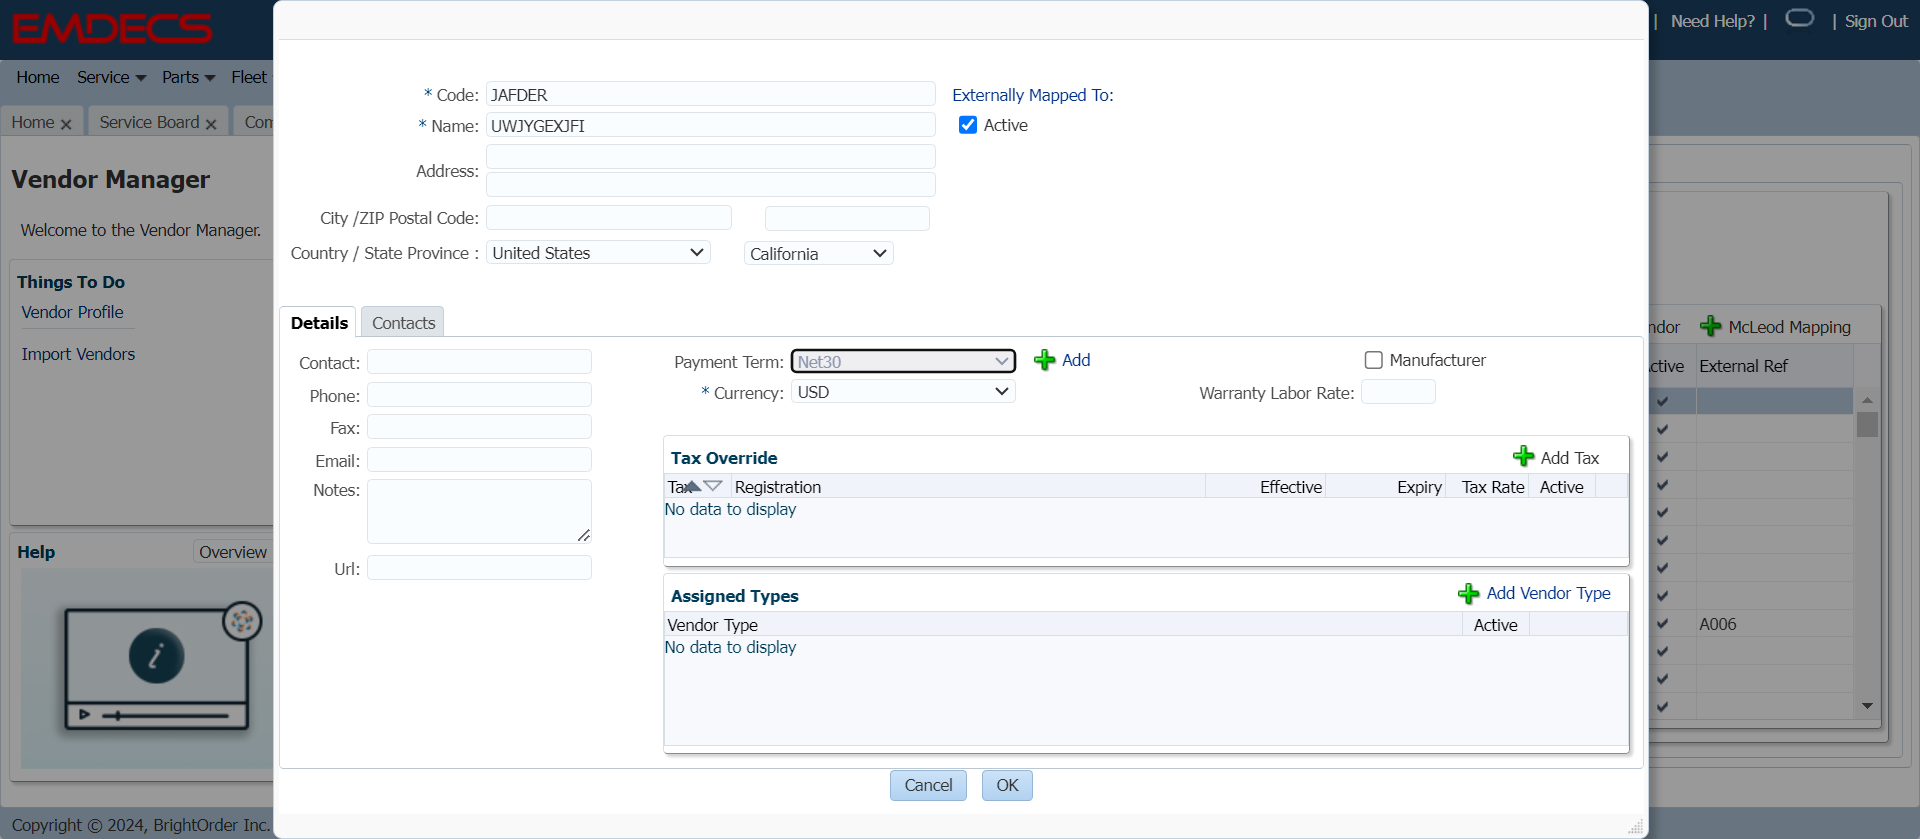 EMDECS
| Need Help? | | Sign Out
Home Service Parts Fleet
Home Service Board
Vendor Manager
Welcome to the Vendor Manager.
Things To Do
Vendor Profile
Import Vendors
Help Overview
Copyright © 2024, BrightOrder Inc.
* Code: JAFDER Externally Mapped To:
* Name: UWJYGEXJFI Active
Address:
City /ZIP Postal Code:
Country / State Province : United States California
Details Contacts
Contact:
Phone:
Fax:
Email:
Notes:
Url:
Payment Term: Net30 Add Manufacturer
* Currency: USD Warranty Labor Rate:
Tax Override Add Tax
Tax Registration Effective Expiry Tax Rate Active
No data to display
Assigned Types Add Vendor Type
Vendor Type Active
No data to display
Cancel OK
ndor McLeod Mapping
ctive External Ref
A006